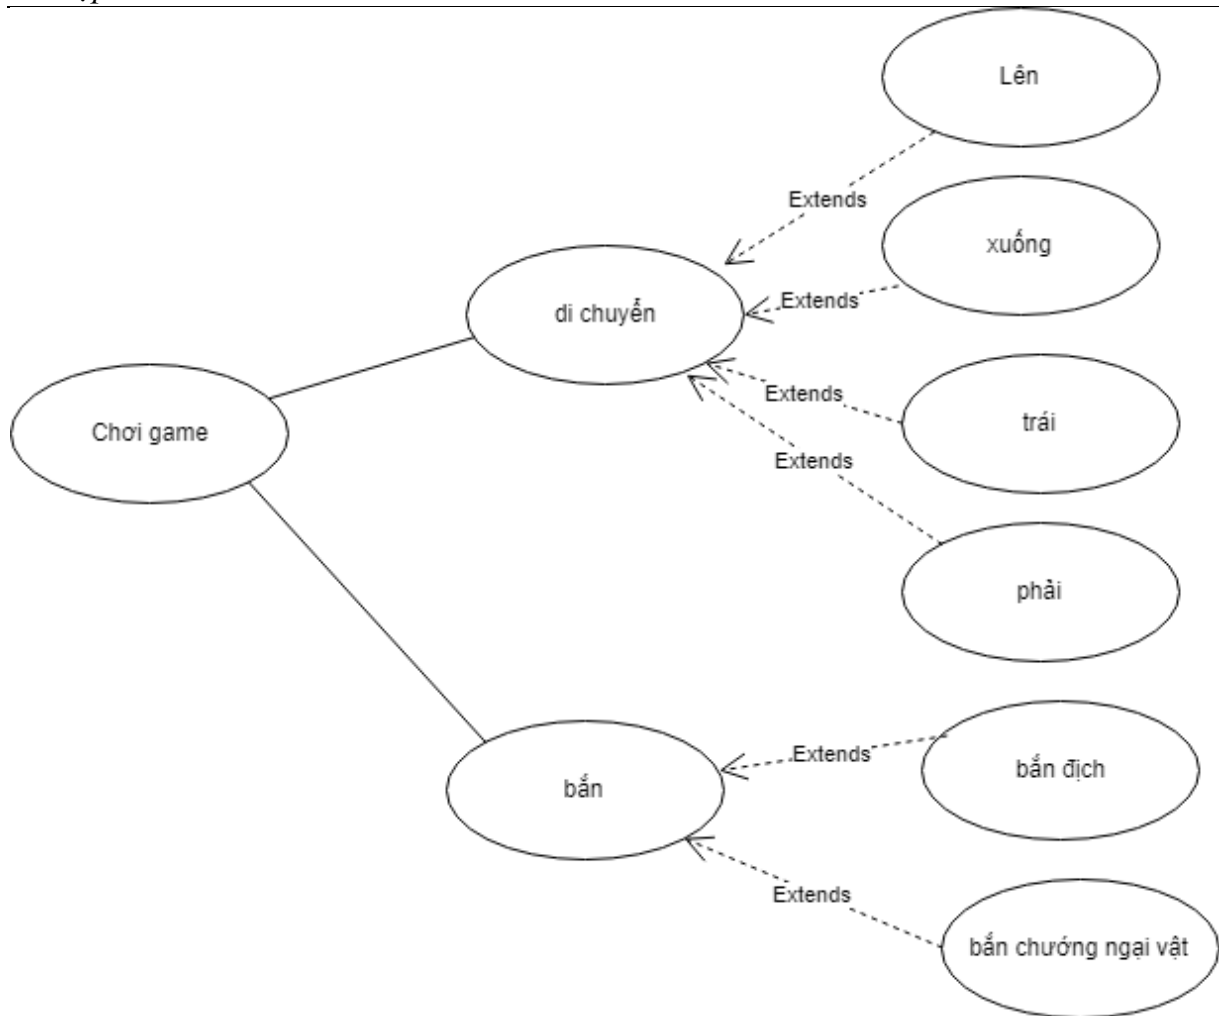 Lên
Extends
xuống
Extends
di chuyển
Extends
trái
Chơi game
Extends
phải
Extends
bắn địch
bắn
Extends
bắn chướng ngại vật